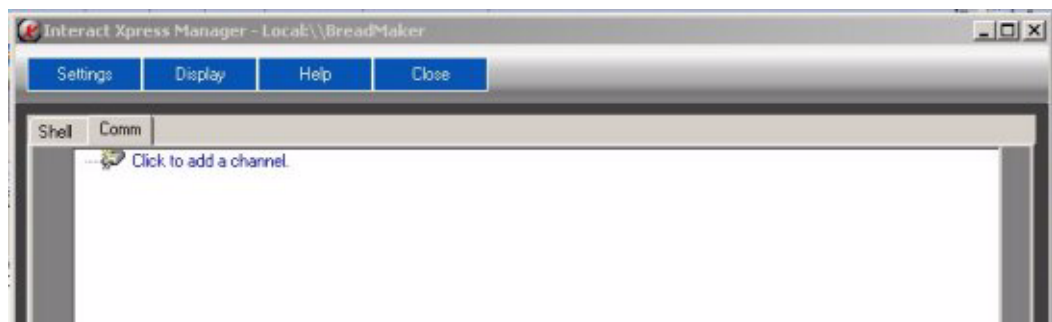 Interact Xpress Manager - Local:\\BreadMaker
Settings Display Help Close
Shell Comm
Click to add a channel.